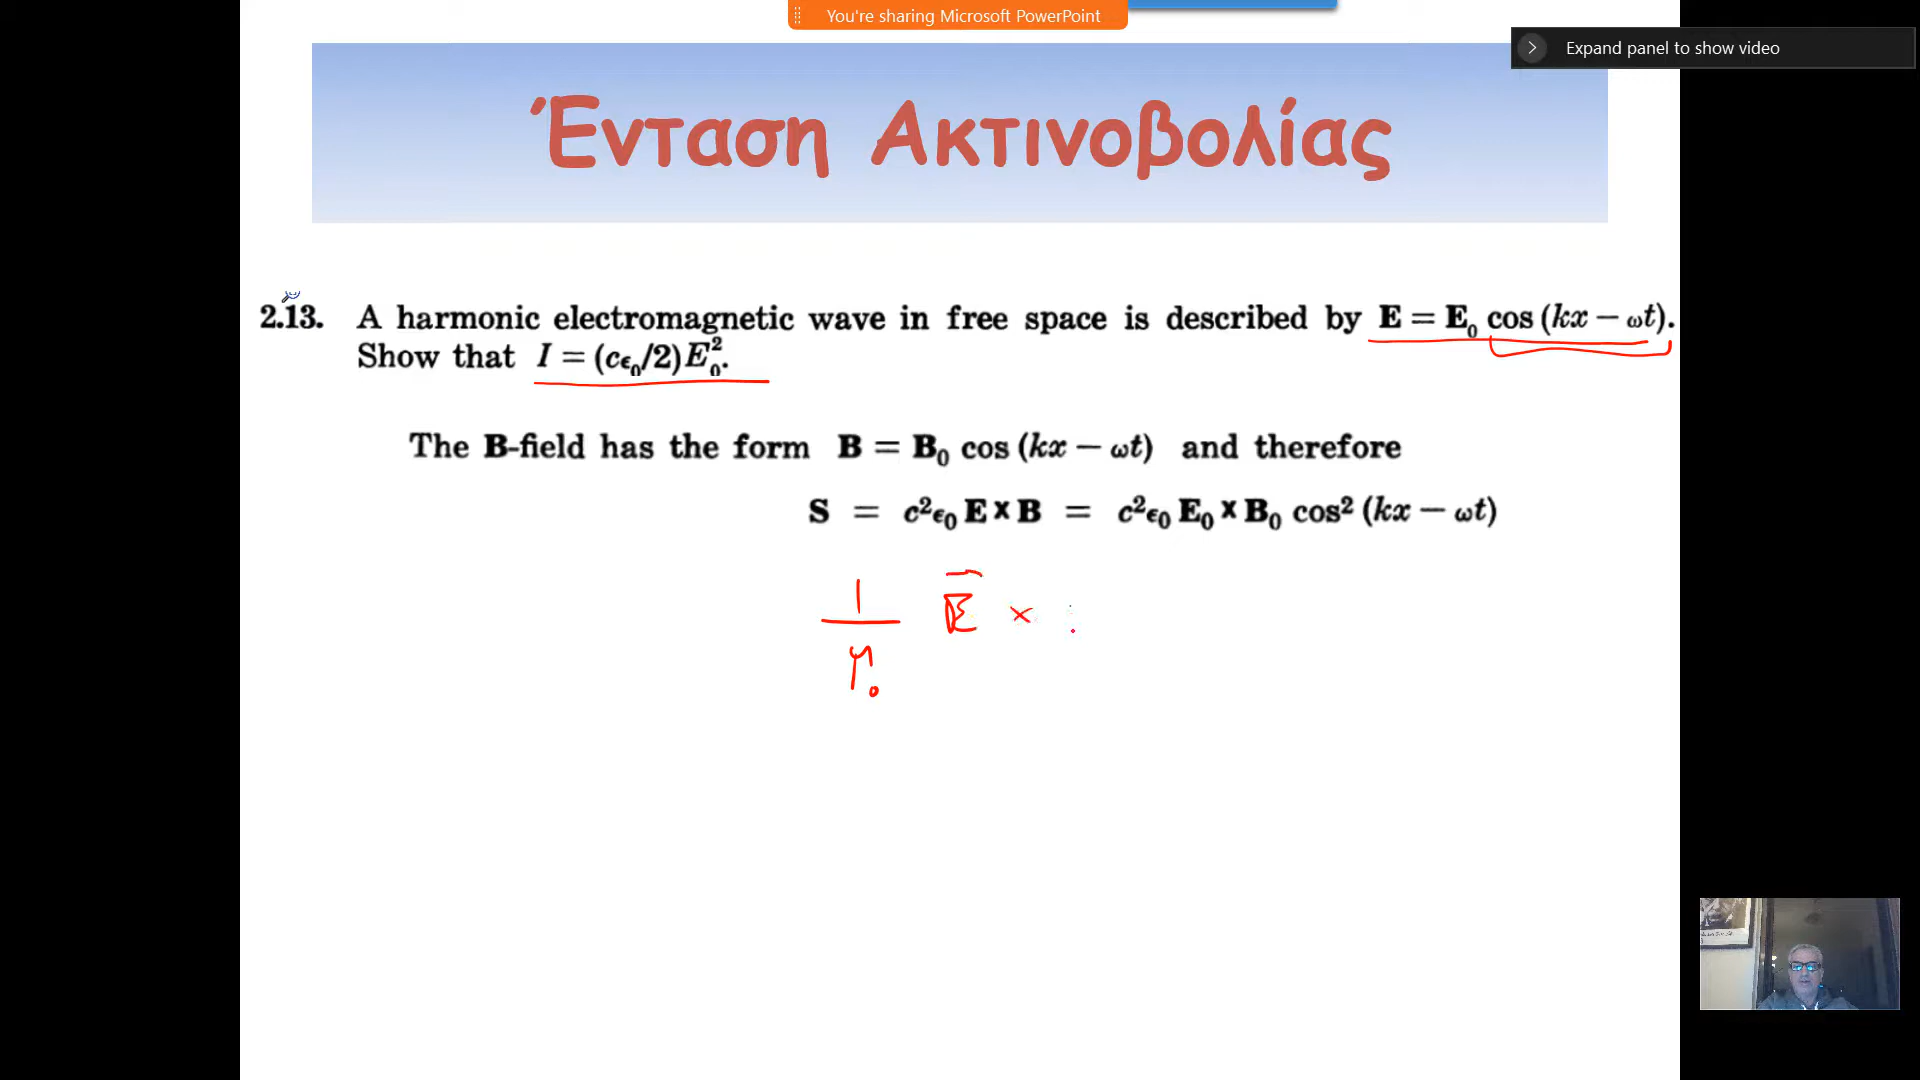 You're sharing Microsoft PowerPoint
Expand panel to show video
Ένταση Ακτινοβολίας
2.13. A harmonic electromagnetic wave in free space is described by E = E₀ cos (kx − ωt).
Show that I = (cϵ₀/2)E₀².
The B-field has the form B = B₀ cos (kx − ωt) and therefore
S = c²ϵ₀ E × B = c²ϵ₀ E₀ × B₀ cos² (kx − ωt)
1/μ₀ E̅ ×